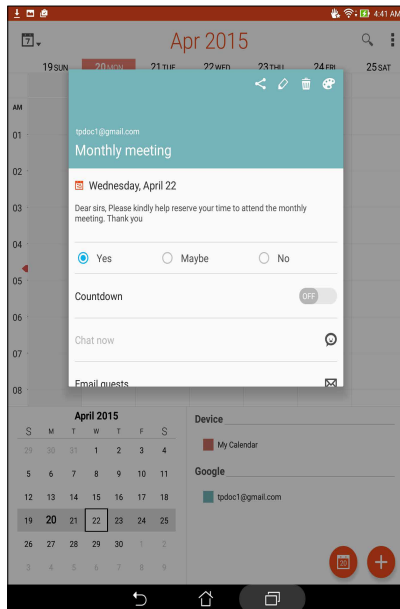 4:41 AM
7
Apr 2015
19 SUN 20 MON 21 TUE 22 WED 23 THU 24 FRI 25 SAT
AM
01
02
03
04
05
06
07
08
tpdoc1@gmail.com
Monthly meeting
Wednesday, April 22
Dear sirs, Please kindly help reserve your time to attend the monthly
meeting. Thank you
Yes Maybe No
Countdown OFF
Chat now
Email guests
April 2015
S M T W T F S
29 30 31 1 2 3 4
5 6 7 8 9 10 11
12 13 14 15 16 17 18
19 20 21 22 23 24 25
26 27 28 29 30 1 2
3 4 5 6 7 8 9
Device
My Calendar
Google
tpdoc1@gmail.com
20